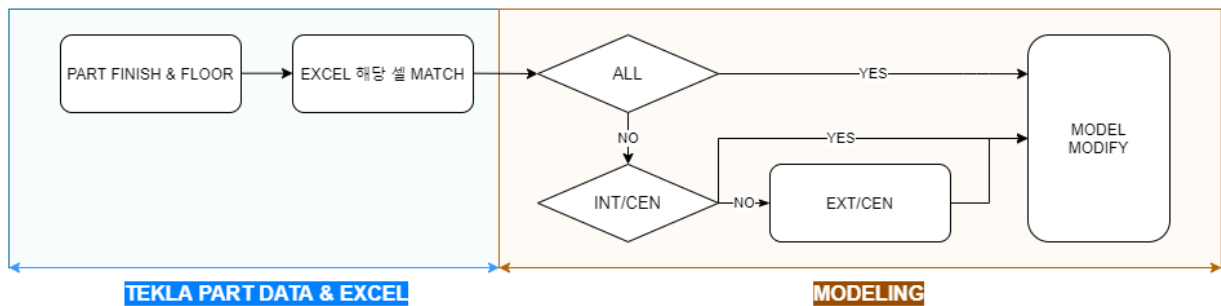 PART FINISH & FLOOR
EXCEL 해당 셀 MATCH
ALL
YES
NO
YES
MODEL
MODIFY
INT/CEN
NO
EXT/CEN
TEKLA PART DATA & EXCEL
MODELING